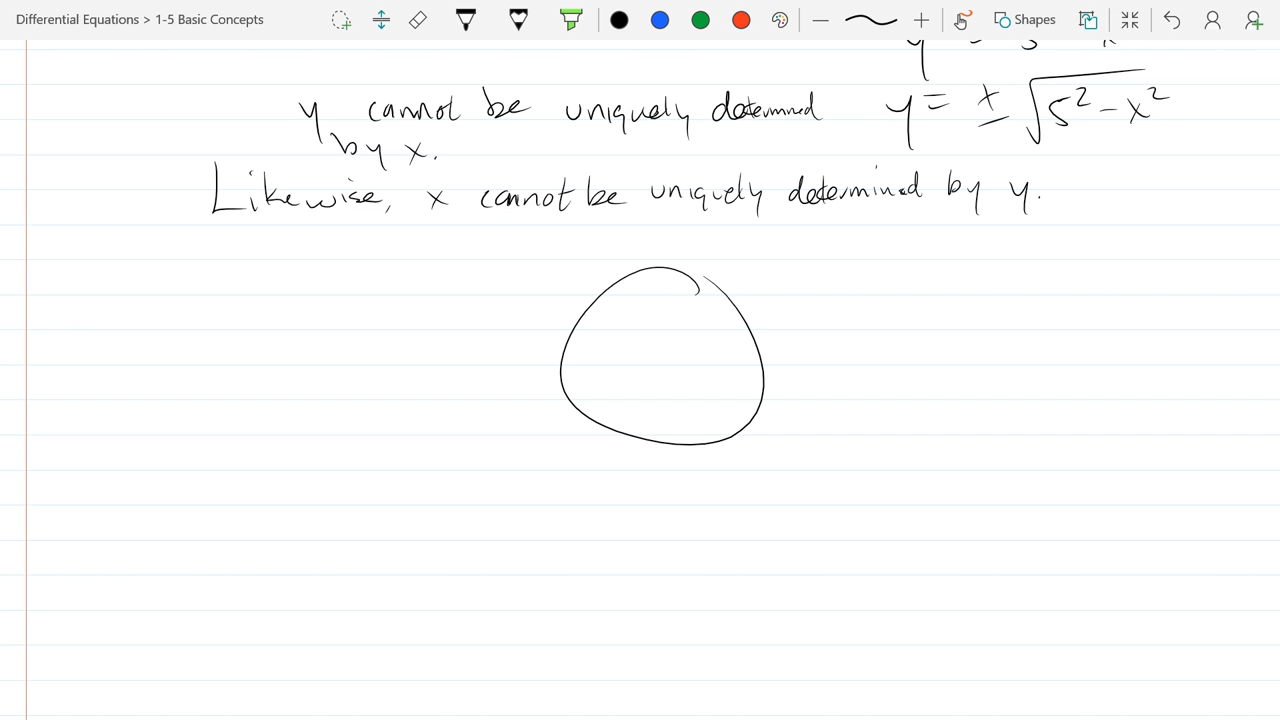 Differential Equations > 1-5 Basic Concepts
Shapes
y cannot be uniquely determined y = ± √5² - x²
by x.
Likewise, x cannot be uniquely determined by y.